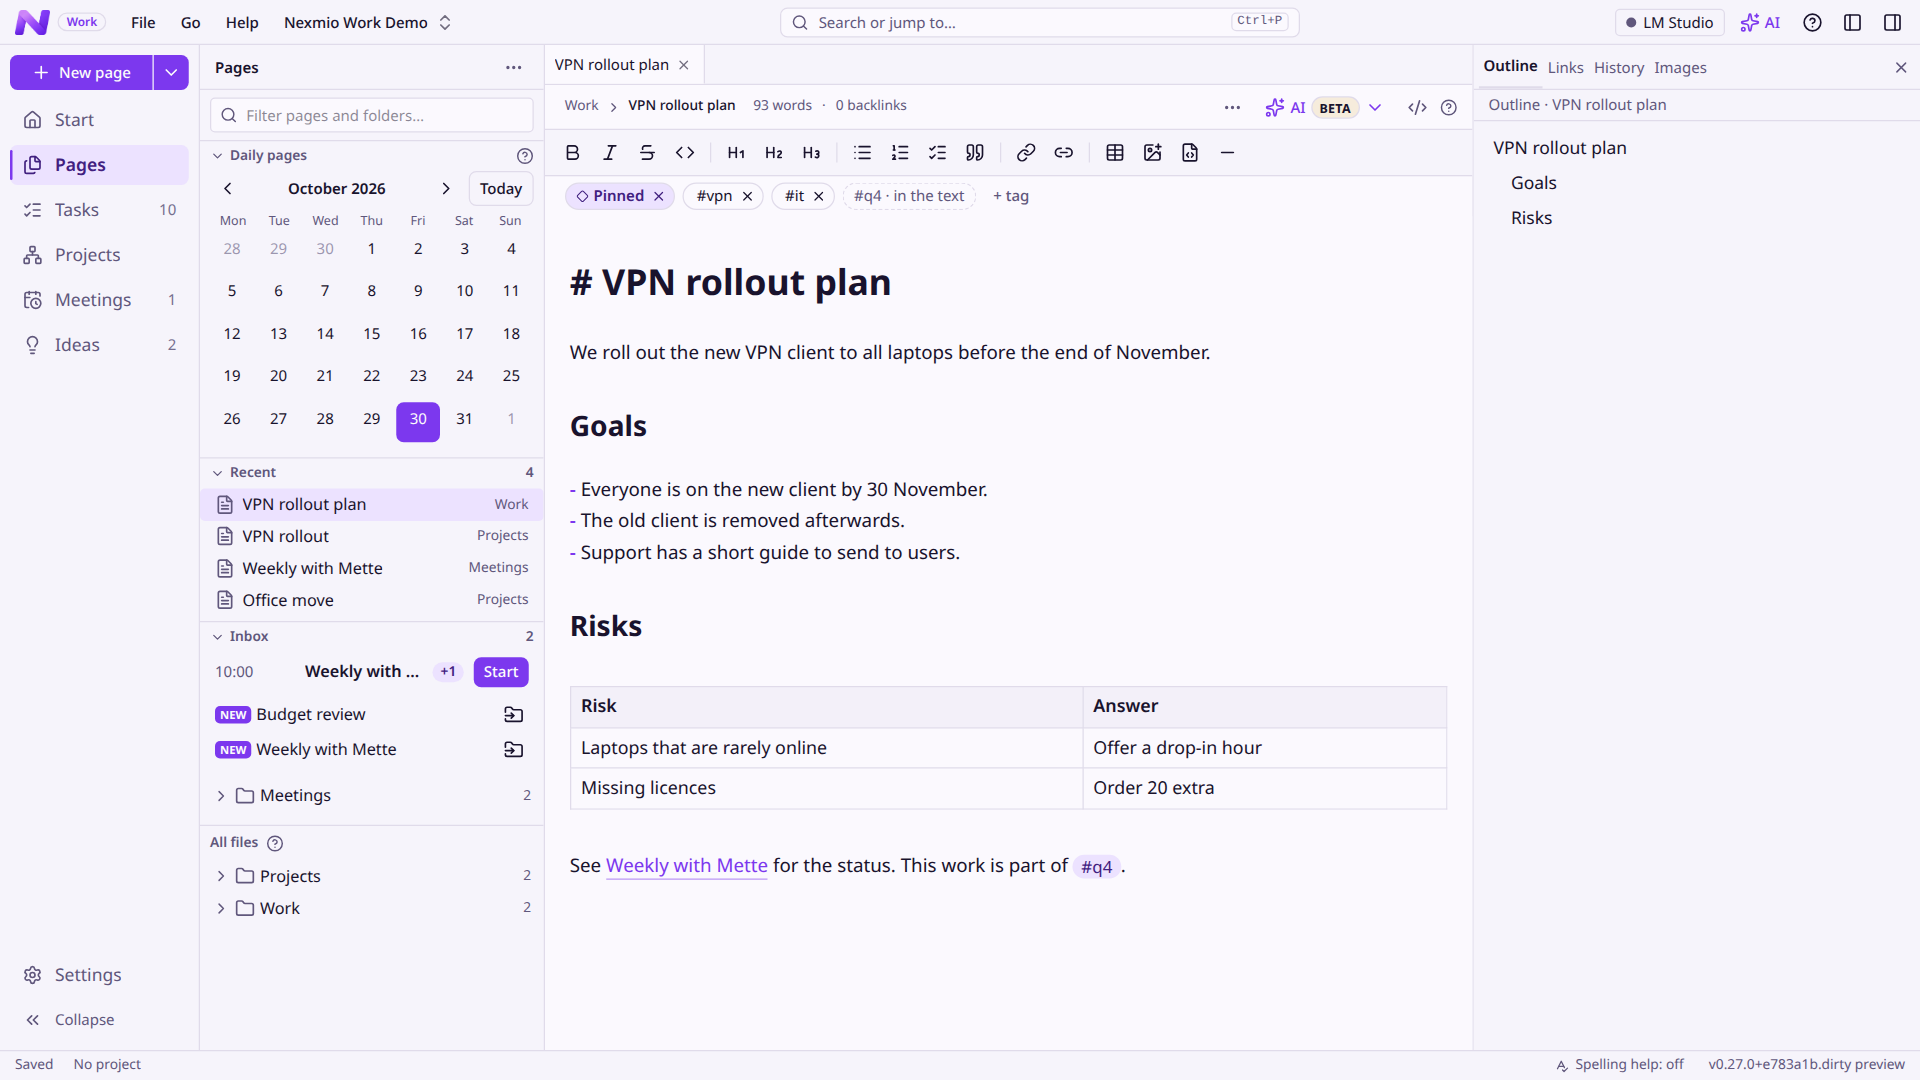 Work File Go Help Nexmio Work Demo Search or jump to... Ctrl+P LM Studio AI
New page
Start
Pages
Tasks 10
Projects
Meetings 1
Ideas 2
Settings
Collapse
Pages
Filter pages and folders...
Daily pages
October 2026 Today
Mon Tue Wed Thu Fri Sat Sun
28 29 30 1 2 3 4
5 6 7 8 9 10 11
12 13 14 15 16 17 18
19 20 21 22 23 24 25
26 27 28 29 30 31 1
Recent 4
VPN rollout plan Work
VPN rollout Projects
Weekly with Mette Meetings
Office move Projects
Inbox 2
10:00 Weekly with ... +1 Start
NEW Budget review
NEW Weekly with Mette
Meetings 2
All files
Projects 2
Work 2
VPN rollout plan
Work VPN rollout plan 93 words · 0 backlinks AI BETA
H1 H2 H3
Pinned #vpn #it #q4 · in the text + tag
# VPN rollout plan
We roll out the new VPN client to all laptops before the end of November.
Goals
- Everyone is on the new client by 30 November.
- The old client is removed afterwards.
- Support has a short guide to send to users.
Risks
Risk Answer
Laptops that are rarely online Offer a drop-in hour
Missing licences Order 20 extra
See Weekly with Mette for the status. This work is part of #q4.
Outline Links History Images
Outline · VPN rollout plan
VPN rollout plan
Goals
Risks
Saved No project Spelling help: off v0.27.0+e783a1b.dirty preview